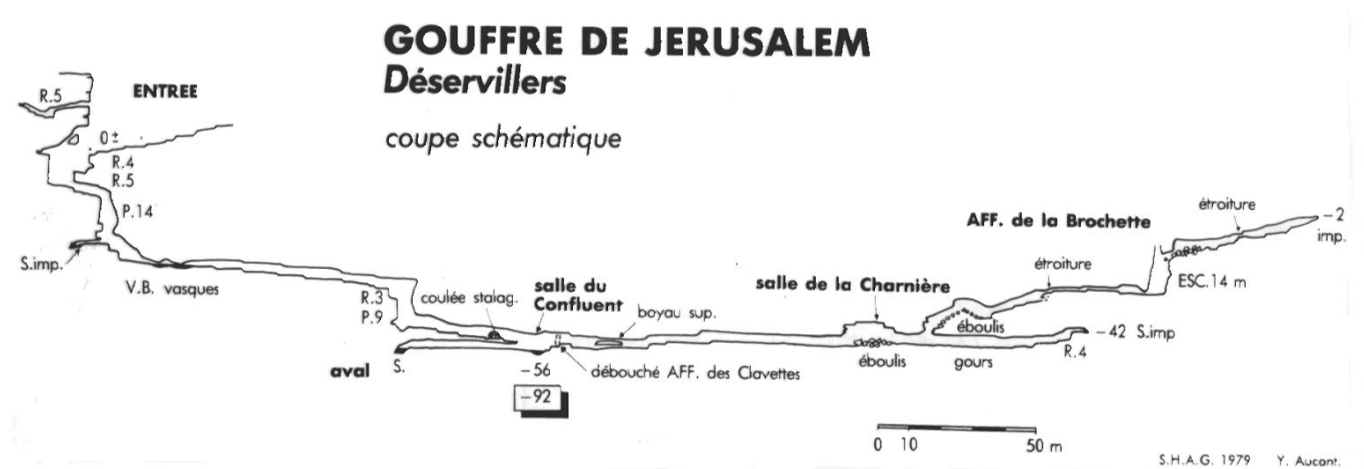 GOUFFRE DE JERUSALEM
Déservillers
coupe schématique
R.5
ENTREE
0±
R.4
R.5
P.14
S.imp.
V.B. vasques
R.3
P.9
coulée stalag.
salle du
Confluent
boyau sup.
salle de la Charnière
AFF. de la Brochette
étroiture
-2
imp.
étroiture
ESC.14 m
éboulis
-42 S.imp
R.4
aval
S.
-56
-92
débouché AFF. des Clavettes
éboulis
gours
0 10 50 m
S.H.A.G. 1979 Y. Aucant.